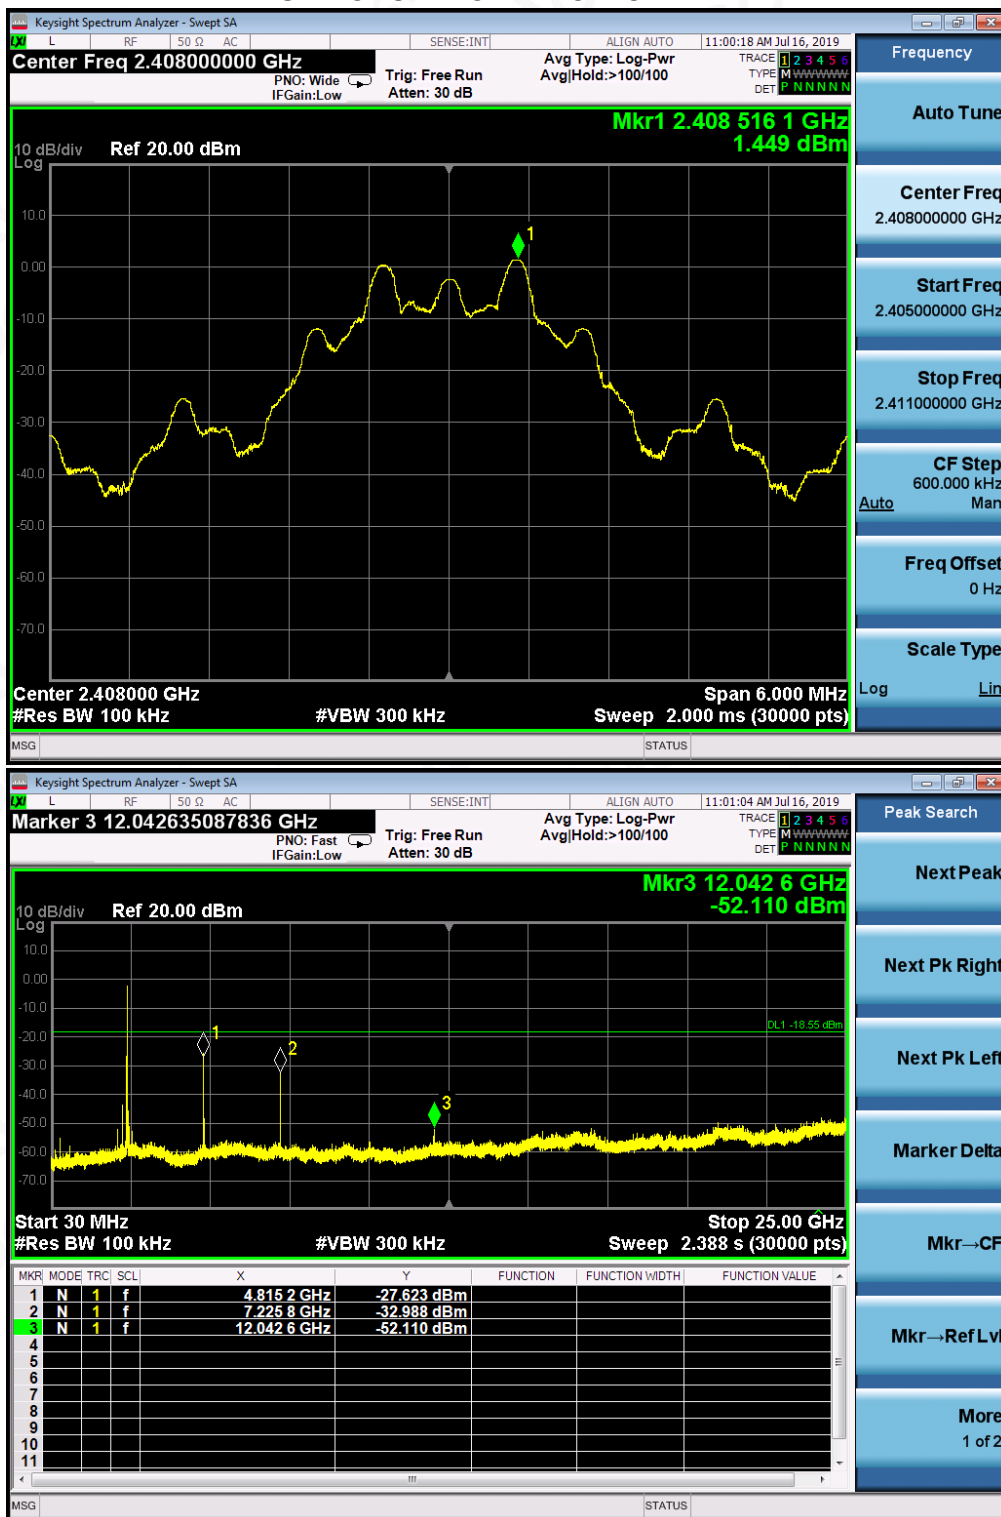 Keysight Spectrum Analyzer - Swept SA
LXI L RF 50 Ω AC SENSE:INT ALIGN AUTO 11:00:18 AM Jul 16, 2019
Center Freq 2.408000000 GHz
PNO: Wide
IFGain:Low
Trig: Free Run
Atten: 30 dB
Avg Type: Log-Pwr
Avg|Hold:>100/100
TRACE 1 2 3 4 5 6
TYPE M WWWWW
DET P N N N N N
Frequency
Mkr1 2.408 516 1 GHz
1.449 dBm
10 dB/div Ref 20.00 dBm
Log
10.0
0.00
-10.0
-20.0
-30.0
-40.0
-50.0
-60.0
-70.0
1
Center 2.408000 GHz Span 6.000 MHz
#Res BW 100 kHz #VBW 300 kHz Sweep 2.000 ms (30000 pts)
MSG STATUS
Auto Tune
Center Freq
2.408000000 GHz
Start Freq
2.405000000 GHz
Stop Freq
2.411000000 GHz
CF Step
600.000 kHz
Auto Man
Freq Offset
0 Hz
Scale Type
Log Lin
Keysight Spectrum Analyzer - Swept SA
LXI L RF 50 Ω AC SENSE:INT ALIGN AUTO 11:01:04 AM Jul 16, 2019
Marker 3 12.042635087836 GHz
PNO: Fast
IFGain:Low
Trig: Free Run
Atten: 30 dB
Avg Type: Log-Pwr
Avg|Hold:>100/100
TRACE 1 2 3 4 5 6
TYPE M WWWWW
DET P N N N N N
Peak Search
Mkr3 12.042 6 GHz
-52.110 dBm
10 dB/div Ref 20.00 dBm
Log
10.0
0.00
-10.0
-20.0
-30.0
-40.0
-50.0
-60.0
-70.0
DL1 -18.55 dBm
1
2
3
Start 30 MHz Stop 25.00 GHz
#Res BW 100 kHz #VBW 300 kHz Sweep 2.388 s (30000 pts)
MKR MODE TRC SCL X Y FUNCTION FUNCTION WIDTH FUNCTION VALUE
1 N 1 f 4.815 2 GHz -27.623 dBm
2 N 1 f 7.225 8 GHz -32.988 dBm
3 N 1 f 12.042 6 GHz -52.110 dBm
4
5
6
7
8
9
10
11
MSG STATUS
Next Peak
Next Pk Right
Next Pk Left
Marker Delta
Mkr→CF
Mkr→Ref Lvl
More
1 of 2